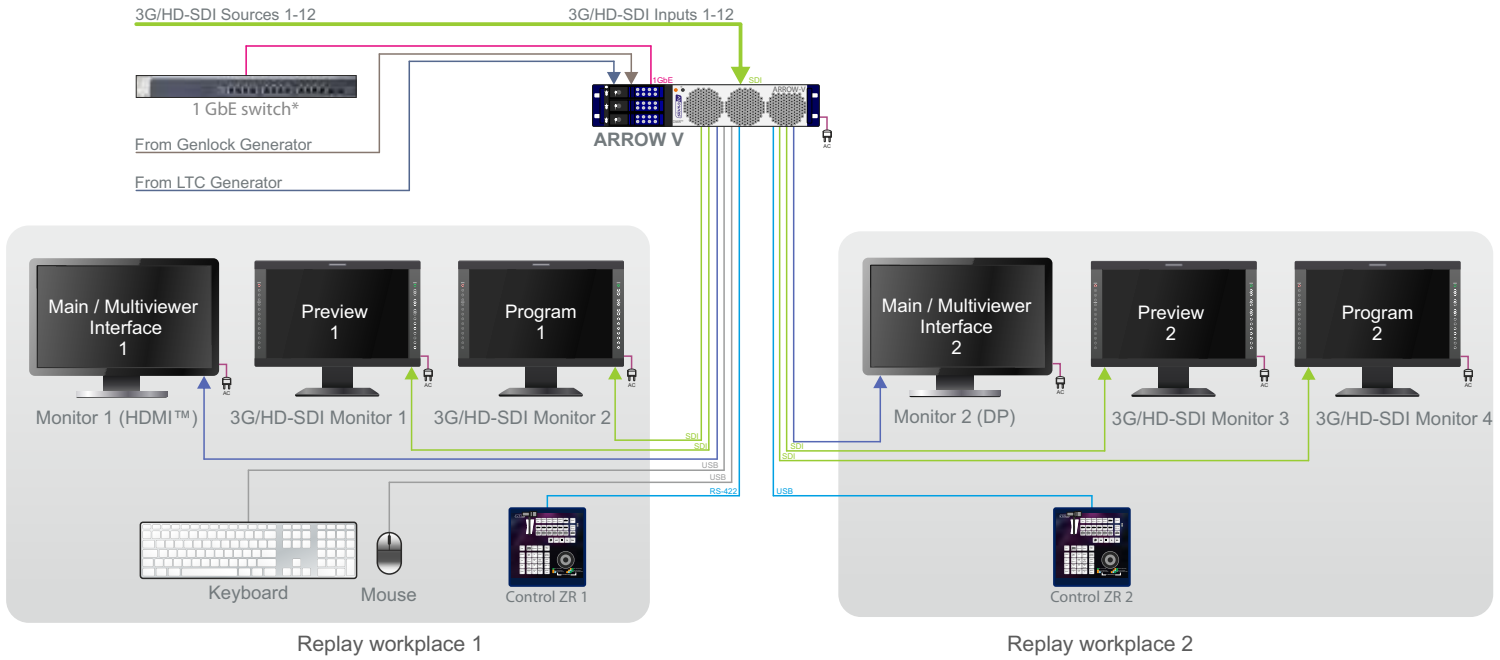 3G/HD-SDI Sources 1-12
3G/HD-SDI Inputs 1-12
1GbE
SDI
ARROW-V
1 GbE switch*
ARROW V
AC
From Genlock Generator
From LTC Generator
Main / Multiviewer
Interface
1
Preview
1
Program
1
Main / Multiviewer
Interface
2
Preview
2
Program
2
AC
AC
AC
AC
AC
AC
Monitor 1 (HDMI™)
3G/HD-SDI Monitor 1
3G/HD-SDI Monitor 2
Monitor 2 (DP)
3G/HD-SDI Monitor 3
3G/HD-SDI Monitor 4
SDI
SDI
SDI
SDI
USB
USB
RS-422
USB
Keyboard
Mouse
Control ZR 1
Control ZR 2
Replay workplace 1
Replay workplace 2